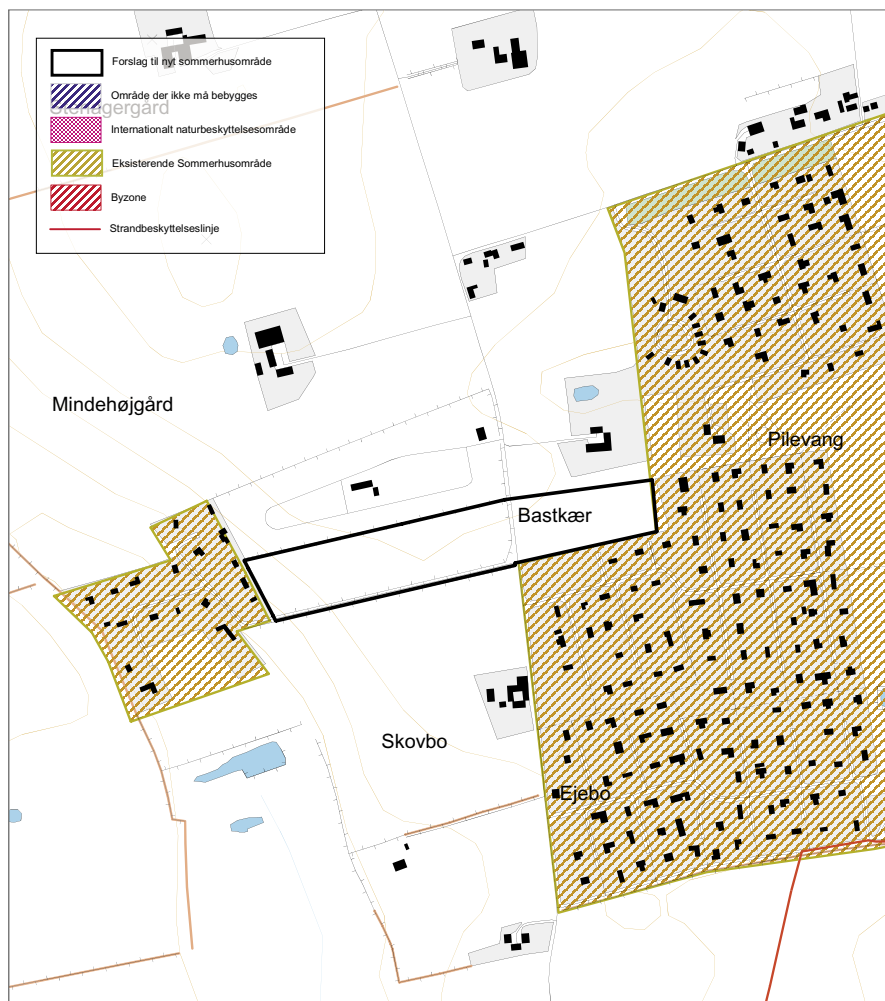 Forslag til nyt sommerhusområde
Område der ikke må bebygges
Stenagergård
Internationalt naturbeskyttelsesområde
Eksisterende Sommerhusområde
Byzone
Strandbeskyttelseslinje
Mindehøjgård
Pilevang
Bastkær
Skovbo
Ejebo